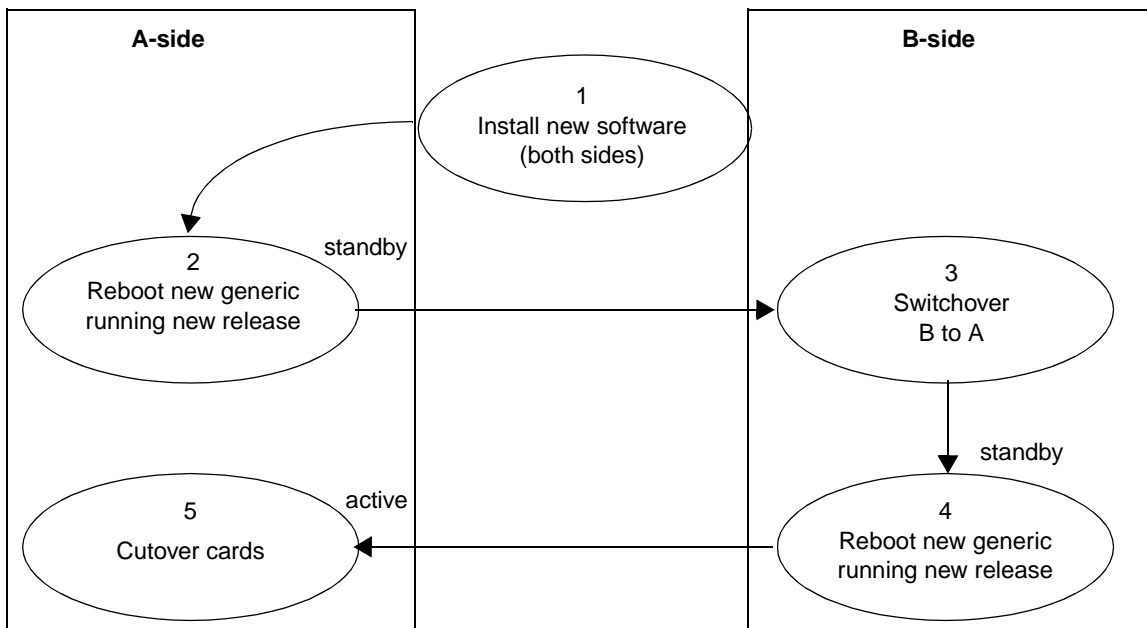 A-side
B-side
1
Install new software
(both sides)
standby
2
Reboot new generic
running new release
3
Switchover
B to A
standby
active
5
Cutover cards
4
Reboot new generic
running new release